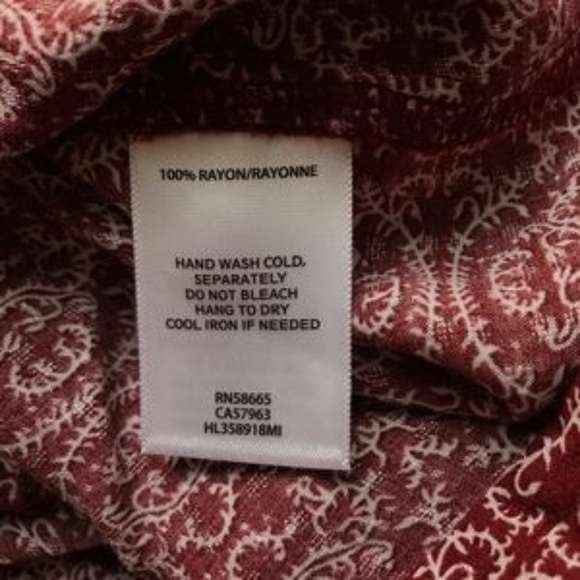 100% RAYON/RAYONNE
HAND WASH COLD,
SEPARATELY
DO NOT BLEACH
HANG TO DRY
COOL IRON IF NEEDED
RN58665
CA57963
HL358918MI